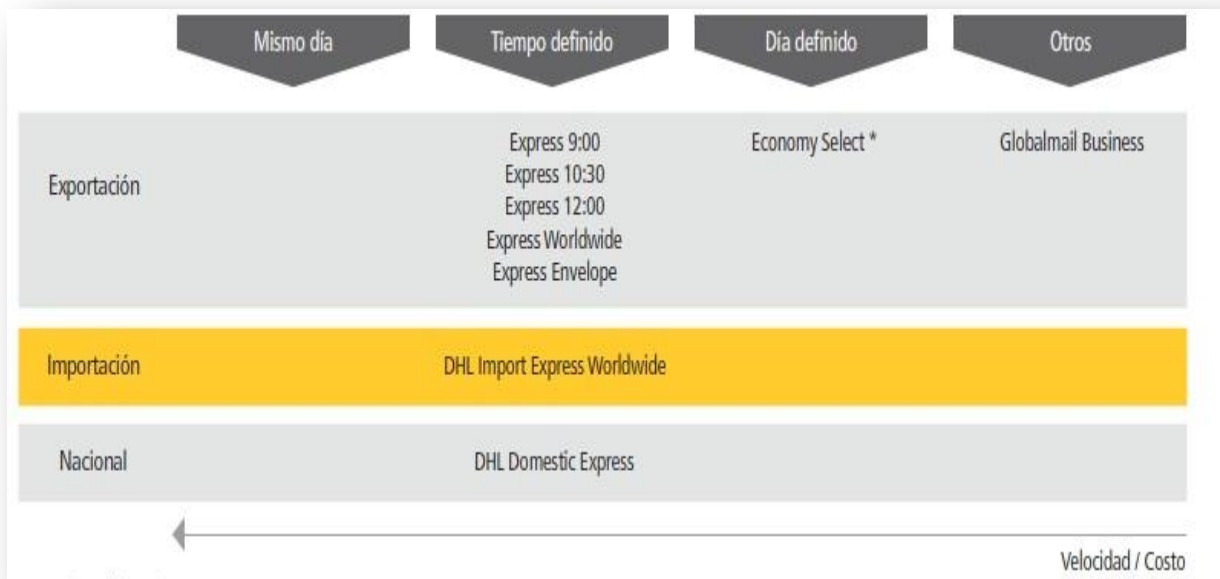 Mismo día
Tiempo definido
Día definido
Otros
Exportación
Express 9:00
Express 10:30
Express 12:00
Express Worldwide
Express Envelope
Economy Select *
Globalmail Business
Importación
DHL Import Express Worldwide
Nacional
DHL Domestic Express
Velocidad / Costo